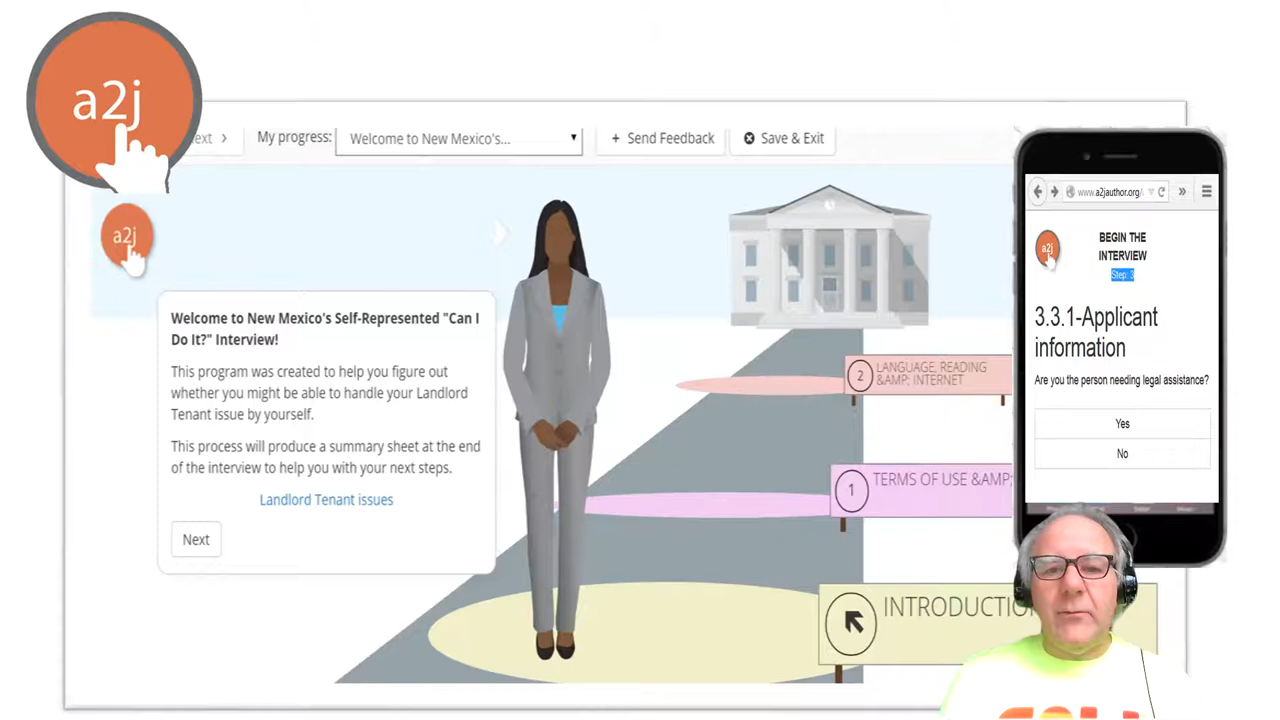 a2j
ext >
My progress:
Welcome to New Mexico's...
+ Send Feedback
Save & Exit
a2j
Welcome to New Mexico's Self-Represented "Can I
Do It?" Interview!
This program was created to help you figure out
whether you might be able to handle your Landlord
Tenant issue by yourself.
This process will produce a summary sheet at the end
of the interview to help you with your next steps.
Landlord Tenant issues
Next
2
LANGUAGE, READING
&AMP; INTERNET
1
TERMS OF USE &AMP;
INTRODUCTION
www.a2jauthor.org/
a2j
BEGIN THE
INTERVIEW
Step: 3
3.3.1-Applicant
information
Are you the person needing legal assistance?
Yes
No